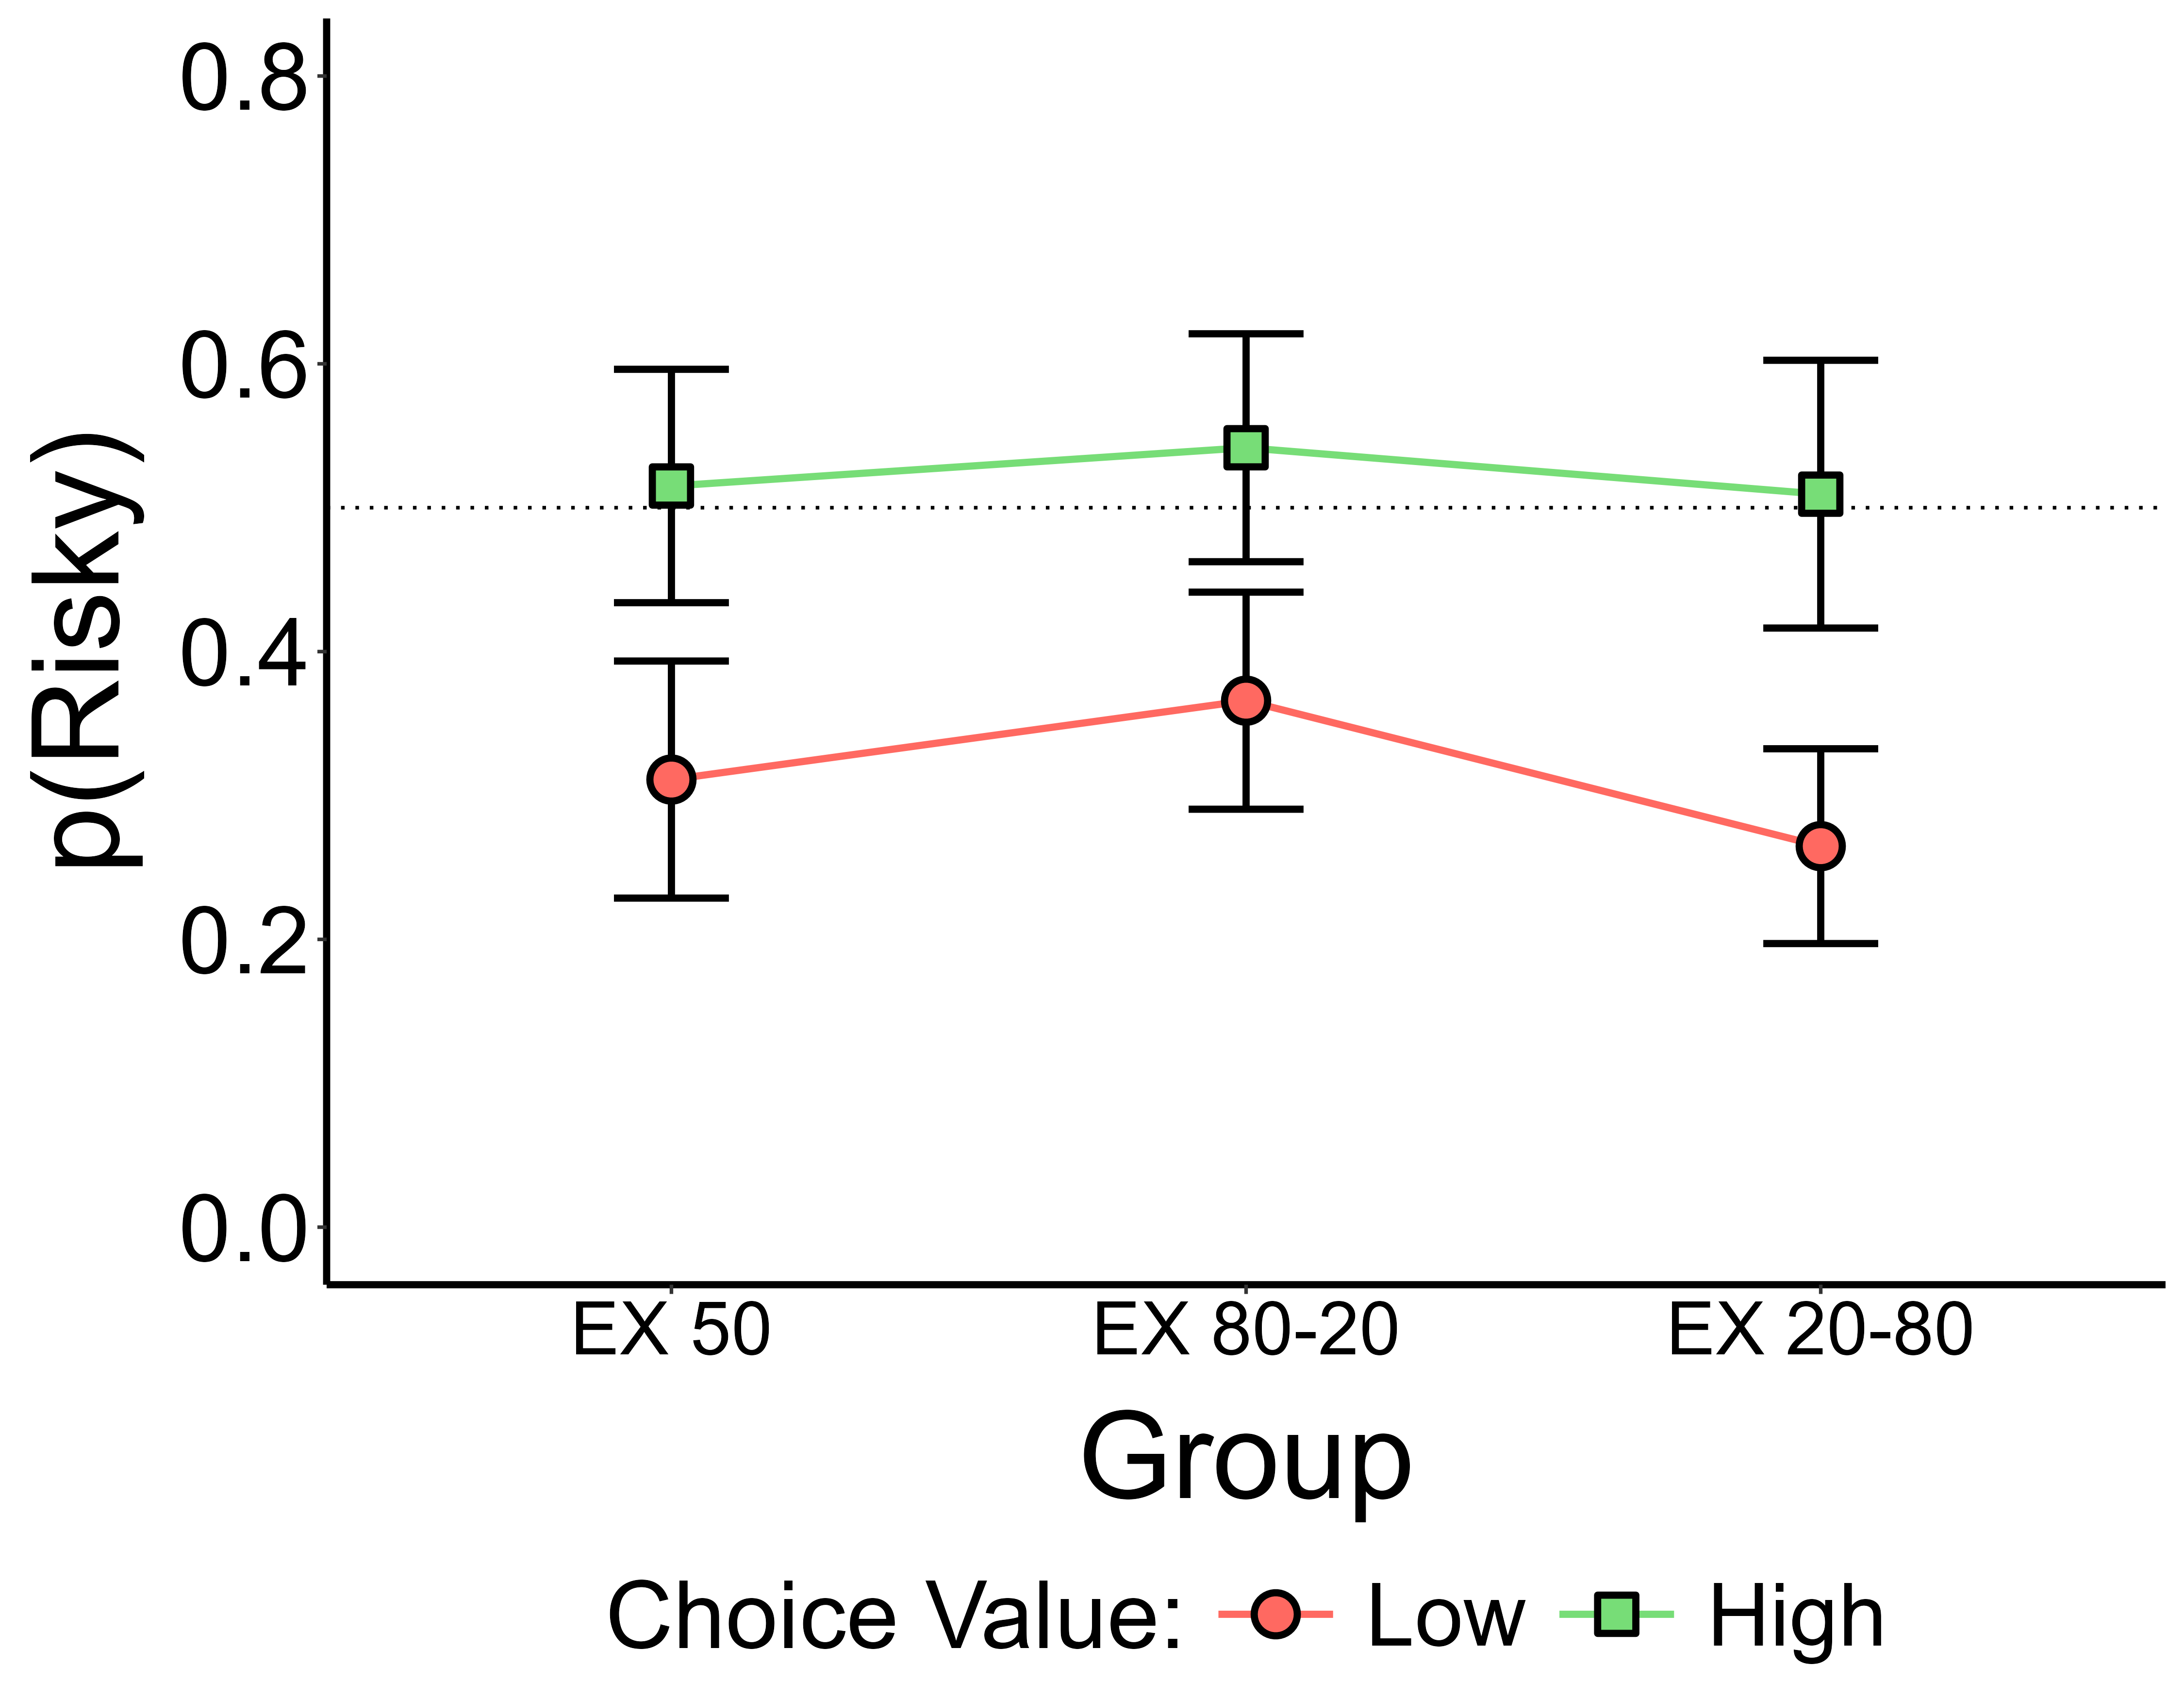 p(Risky)
0.8
0.6
0.4
0.2
0.0
EX 50 EX 80-20 EX 20-80
Group
Choice Value: Low High